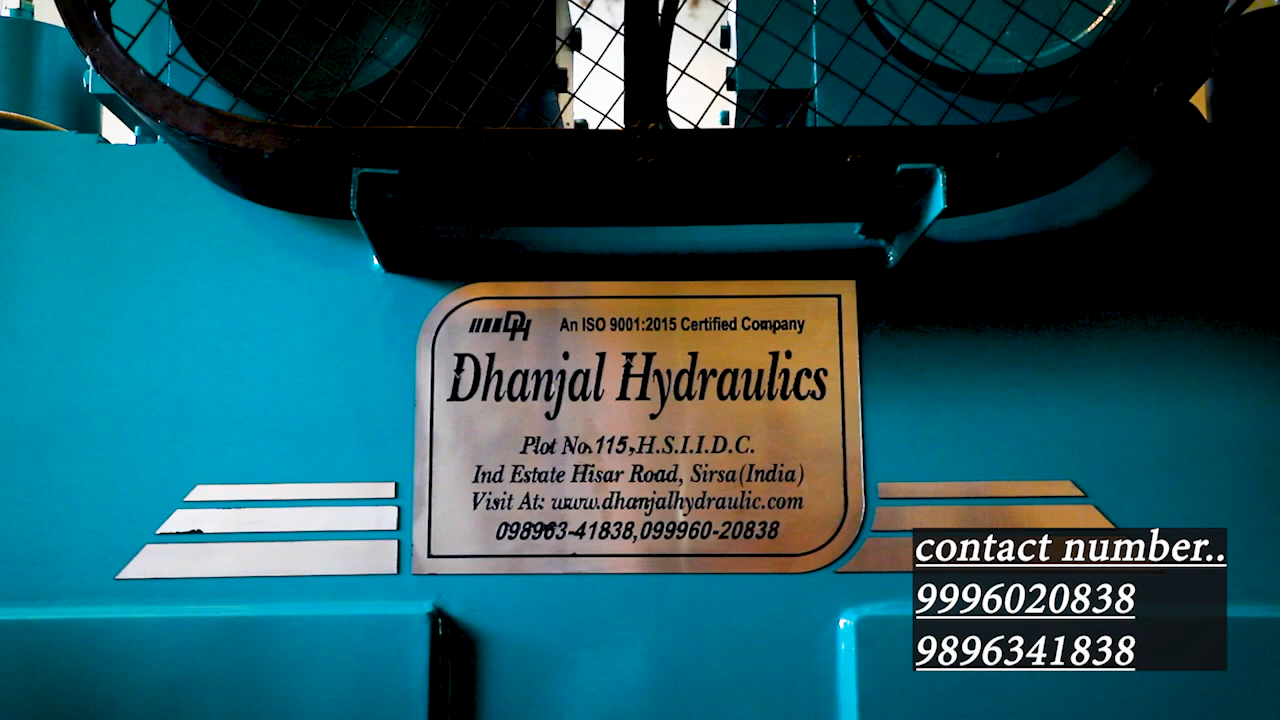 DH An ISO 9001:2015 Certified Company
Dhanjal Hydraulics
Plot No.115,H.S.I.I.D.C.
Ind Estate Hisar Road, Sirsa(India)
Visit At: www.dhanjalhydraulic.com
098963-41838,099960-20838
contact number..
9996020838
9896341838